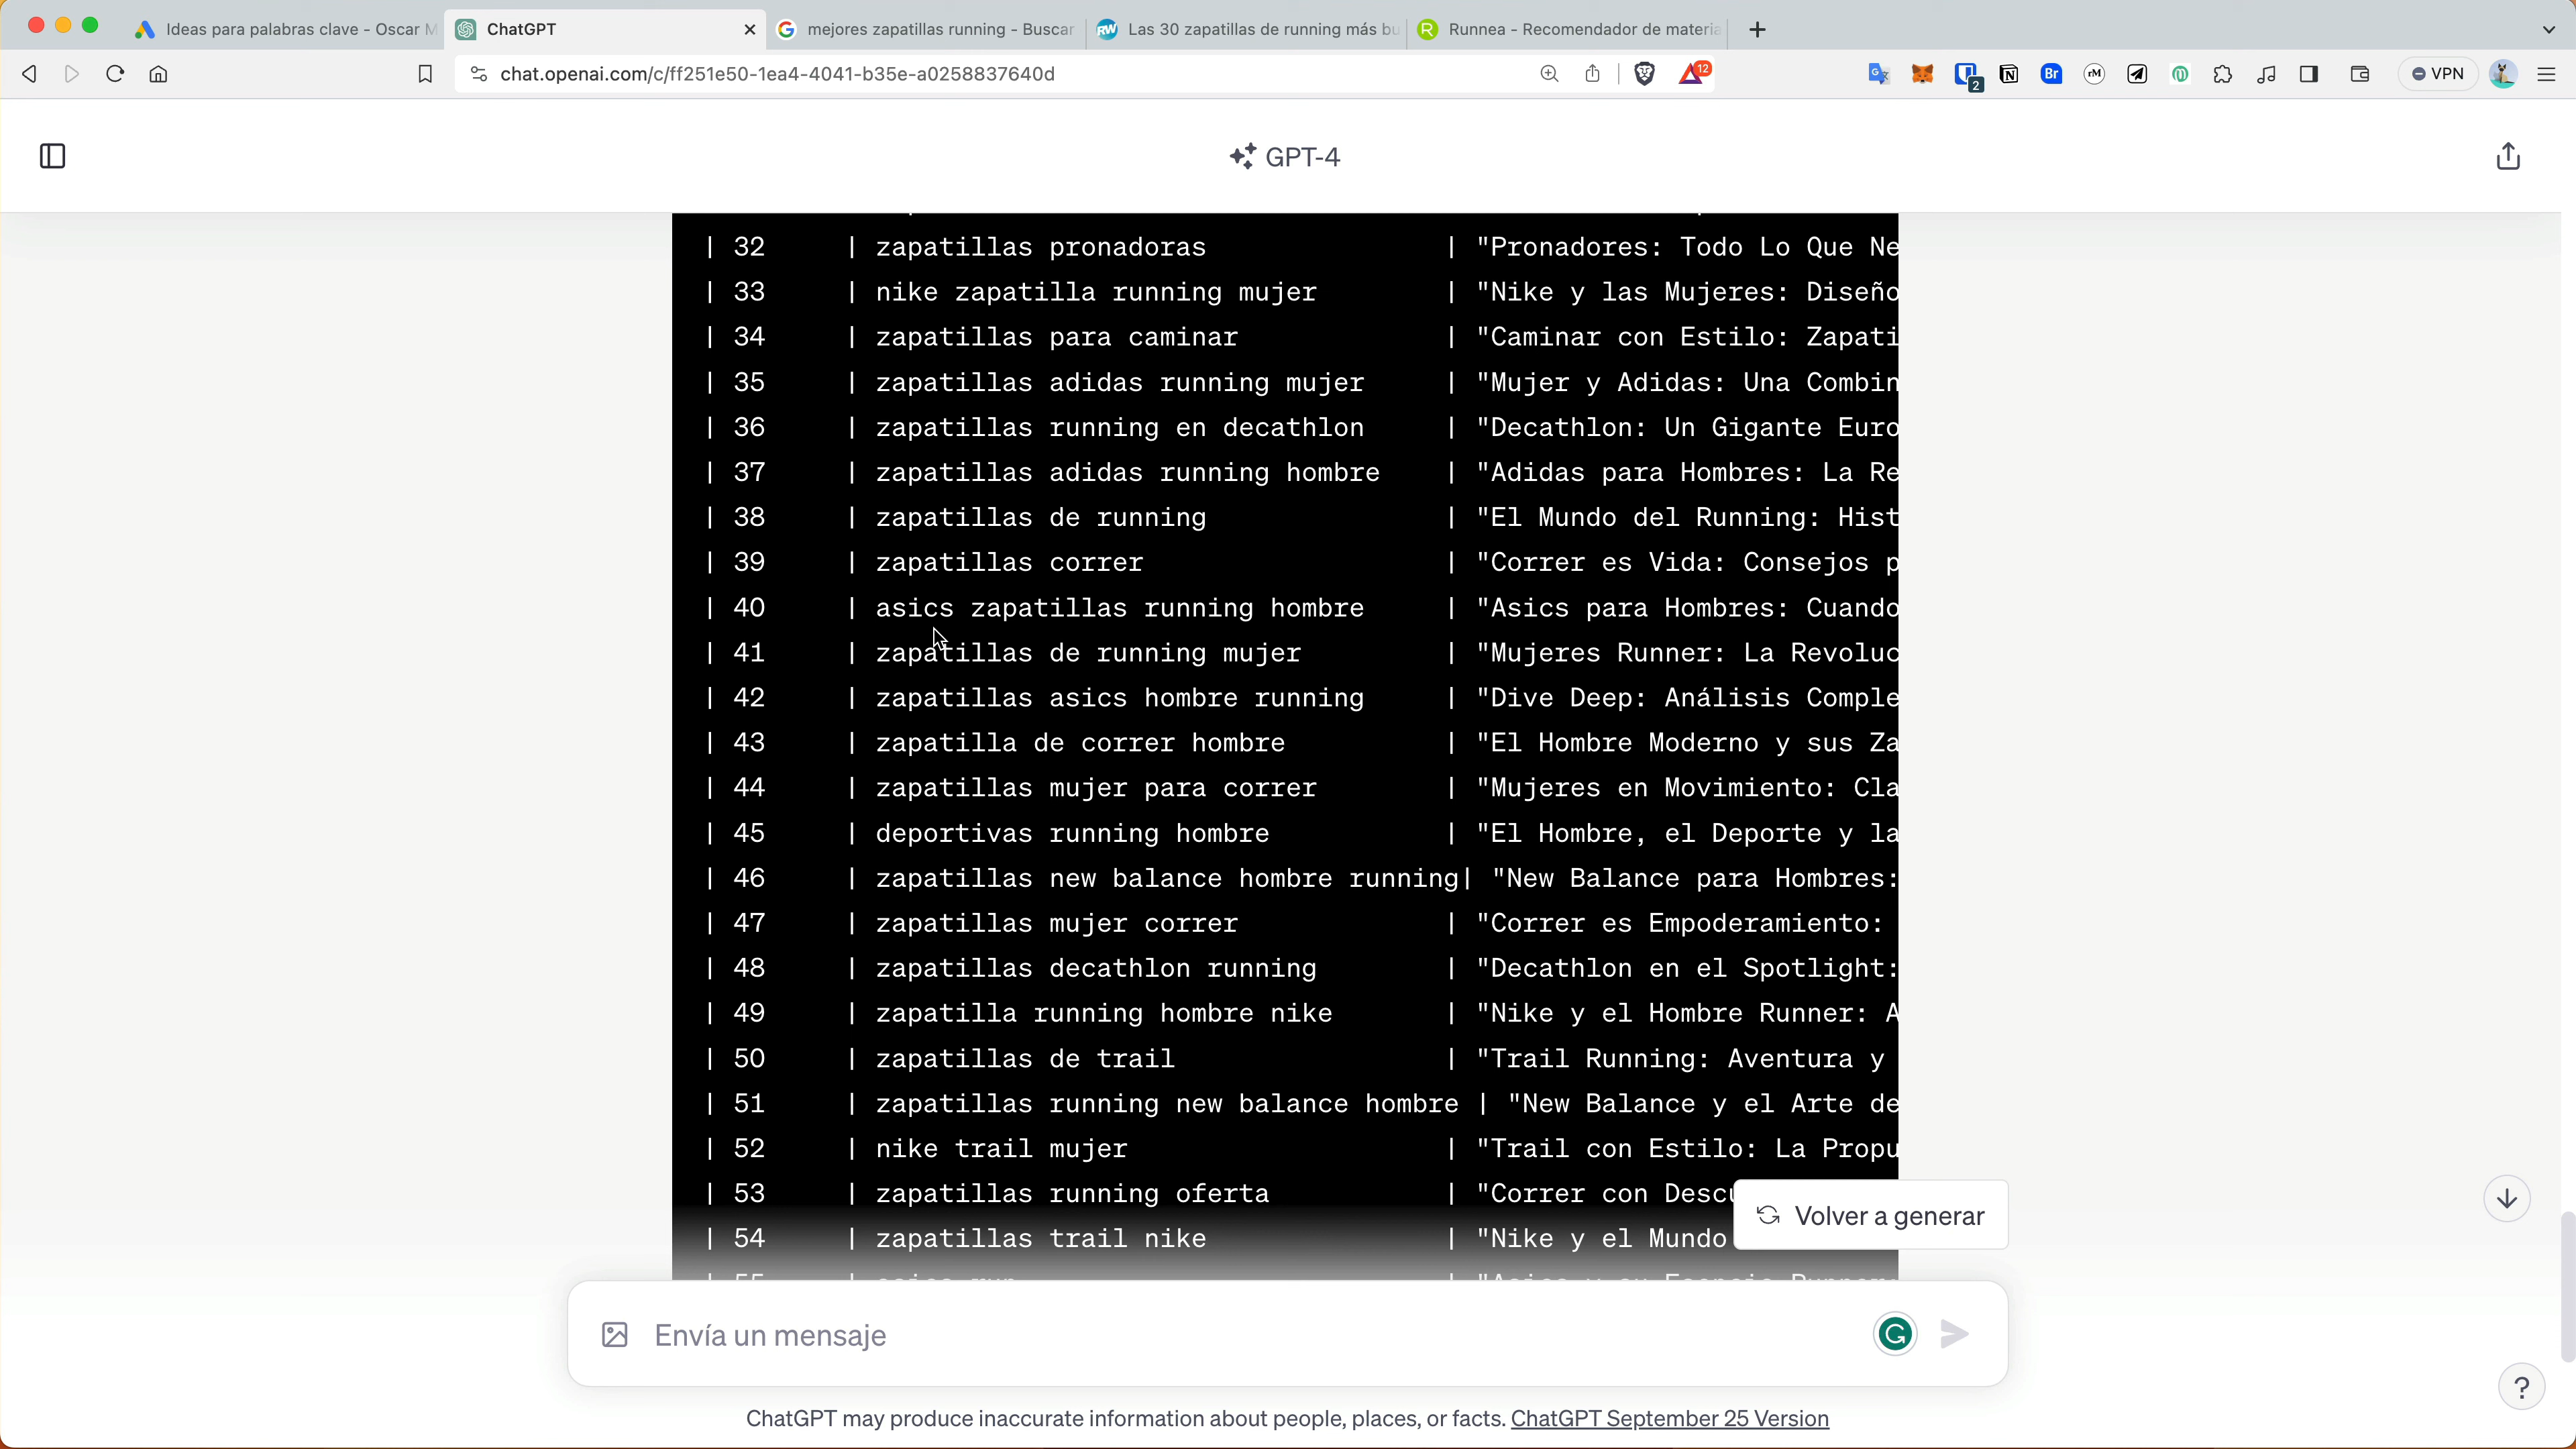 Ideas para palabras clave - Oscar M
ChatGPT
mejores zapatillas running - Buscar
RW
Las 30 zapatillas de running más bu
R
Runnea - Recomendador de materia
chat.openai.com/c/ff251e50-1ea4-4041-b35e-a0258837640d
12
2
Br
rM
VPN
GPT-4
| 32 | zapatillas pronadoras | "Pronadores: Todo Lo Que Ne
| 33 | nike zapatilla running mujer | "Nike y las Mujeres: Diseño
| 34 | zapatillas para caminar | "Caminar con Estilo: Zapati
| 35 | zapatillas adidas running mujer | "Mujer y Adidas: Una Combin
| 36 | zapatillas running en decathlon | "Decathlon: Un Gigante Euro
| 37 | zapatillas adidas running hombre | "Adidas para Hombres: La Re
| 38 | zapatillas de running | "El Mundo del Running: Hist
| 39 | zapatillas correr | "Correr es Vida: Consejos p
| 40 | asics zapatillas running hombre | "Asics para Hombres: Cuando
| 41 | zapatillas de running mujer | "Mujeres Runner: La Revoluc
| 42 | zapatillas asics hombre running | "Dive Deep: Análisis Comple
| 43 | zapatilla de correr hombre | "El Hombre Moderno y sus Za
| 44 | zapatillas mujer para correr | "Mujeres en Movimiento: Cla
| 45 | deportivas running hombre | "El Hombre, el Deporte y la
| 46 | zapatillas new balance hombre running| "New Balance para Hombres:
| 47 | zapatillas mujer correr | "Correr es Empoderamiento:
| 48 | zapatillas decathlon running | "Decathlon en el Spotlight:
| 49 | zapatilla running hombre nike | "Nike y el Hombre Runner: A
| 50 | zapatillas de trail | "Trail Running: Aventura y
| 51 | zapatillas running new balance hombre | "New Balance y el Arte de
| 52 | nike trail mujer | "Trail con Estilo: La Propu
| 53 | zapatillas running oferta | "Correr con Descu
| 54 | zapatillas trail nike | "Nike y el Mundo
Volver a generar
Envía un mensaje
?
ChatGPT may produce inaccurate information about people, places, or facts. ChatGPT September 25 Version